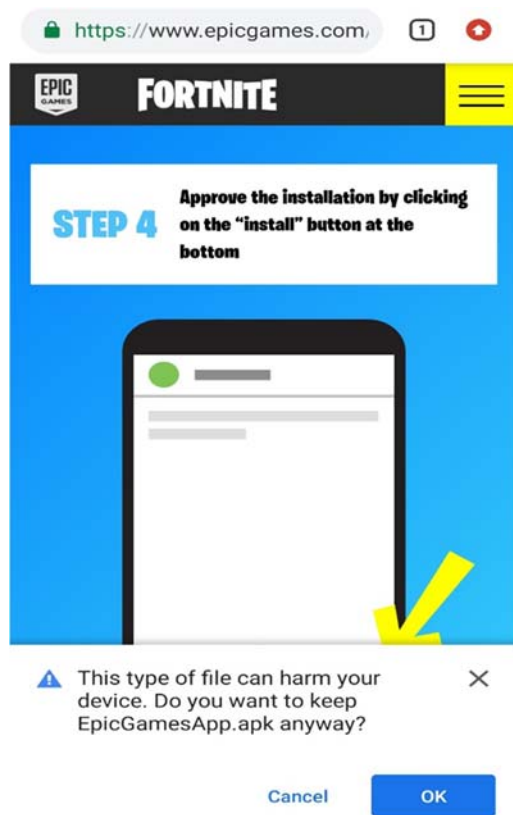 https://www.epicgames.com/
1
EPIC
GAMES
FORTNITE
STEP 4
Approve the installation by clicking
on the “install” button at the
bottom
This type of file can harm your
device. Do you want to keep
EpicGamesApp.apk anyway?
Cancel
OK